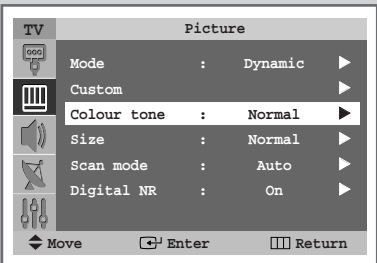 TV Picture
Mode : Dynamic
Custom
Colour tone : Normal
Size : Normal
Scan mode : Auto
Digital NR : On
Move Enter Return